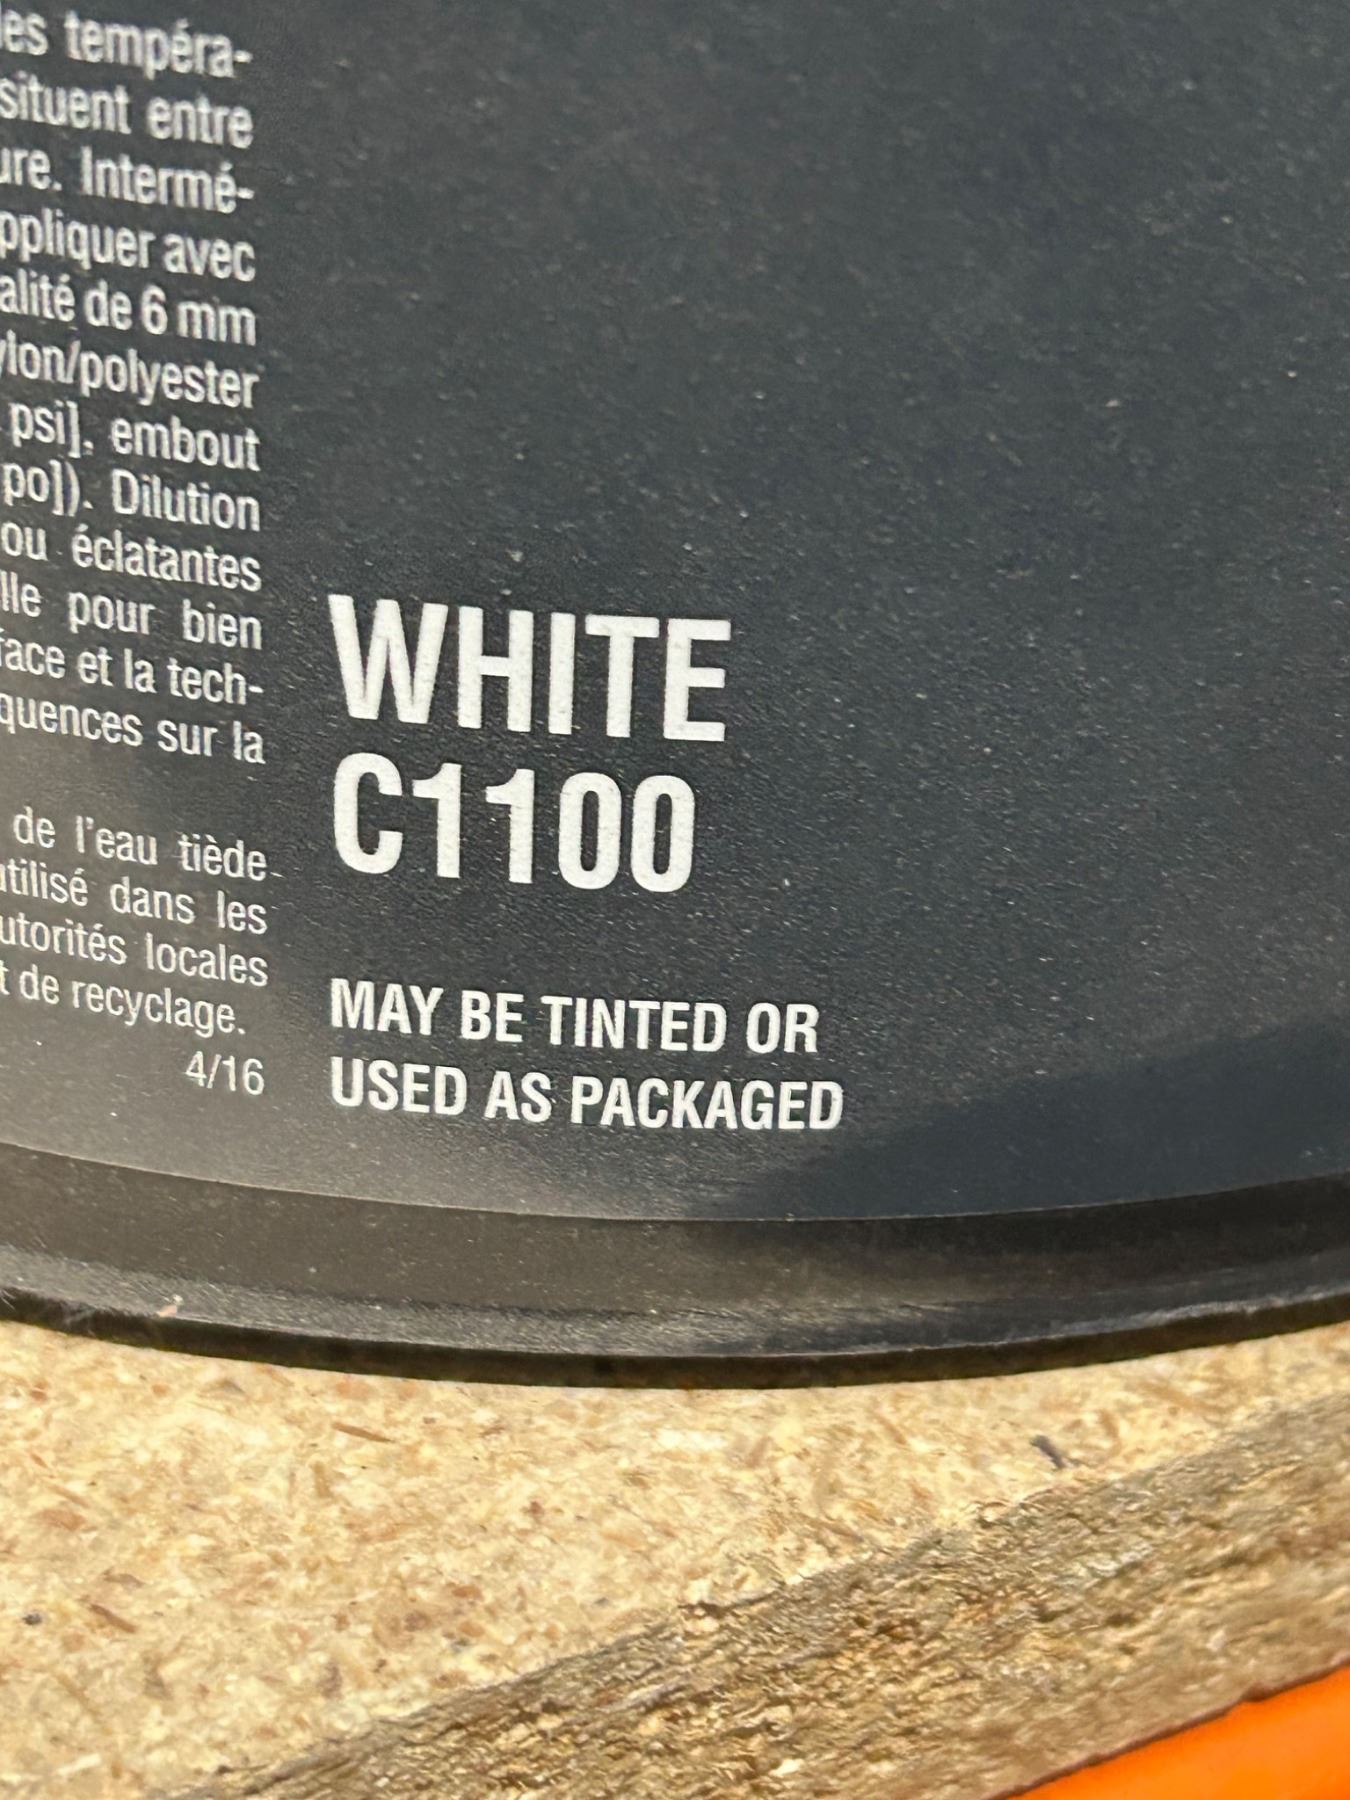 les tempéra-
situent entre
ure. Intermé-
ppliquer avec
alité de 6 mm
ylon/polyester
psi], embout
po]). Dilution
ou éclatantes
lle pour bien
face et la tech-
quences sur la
de l'eau tiède
utilisé dans les
utorités locales
t de recyclage.
4/16
WHITE
C1100
MAY BE TINTED OR
USED AS PACKAGED